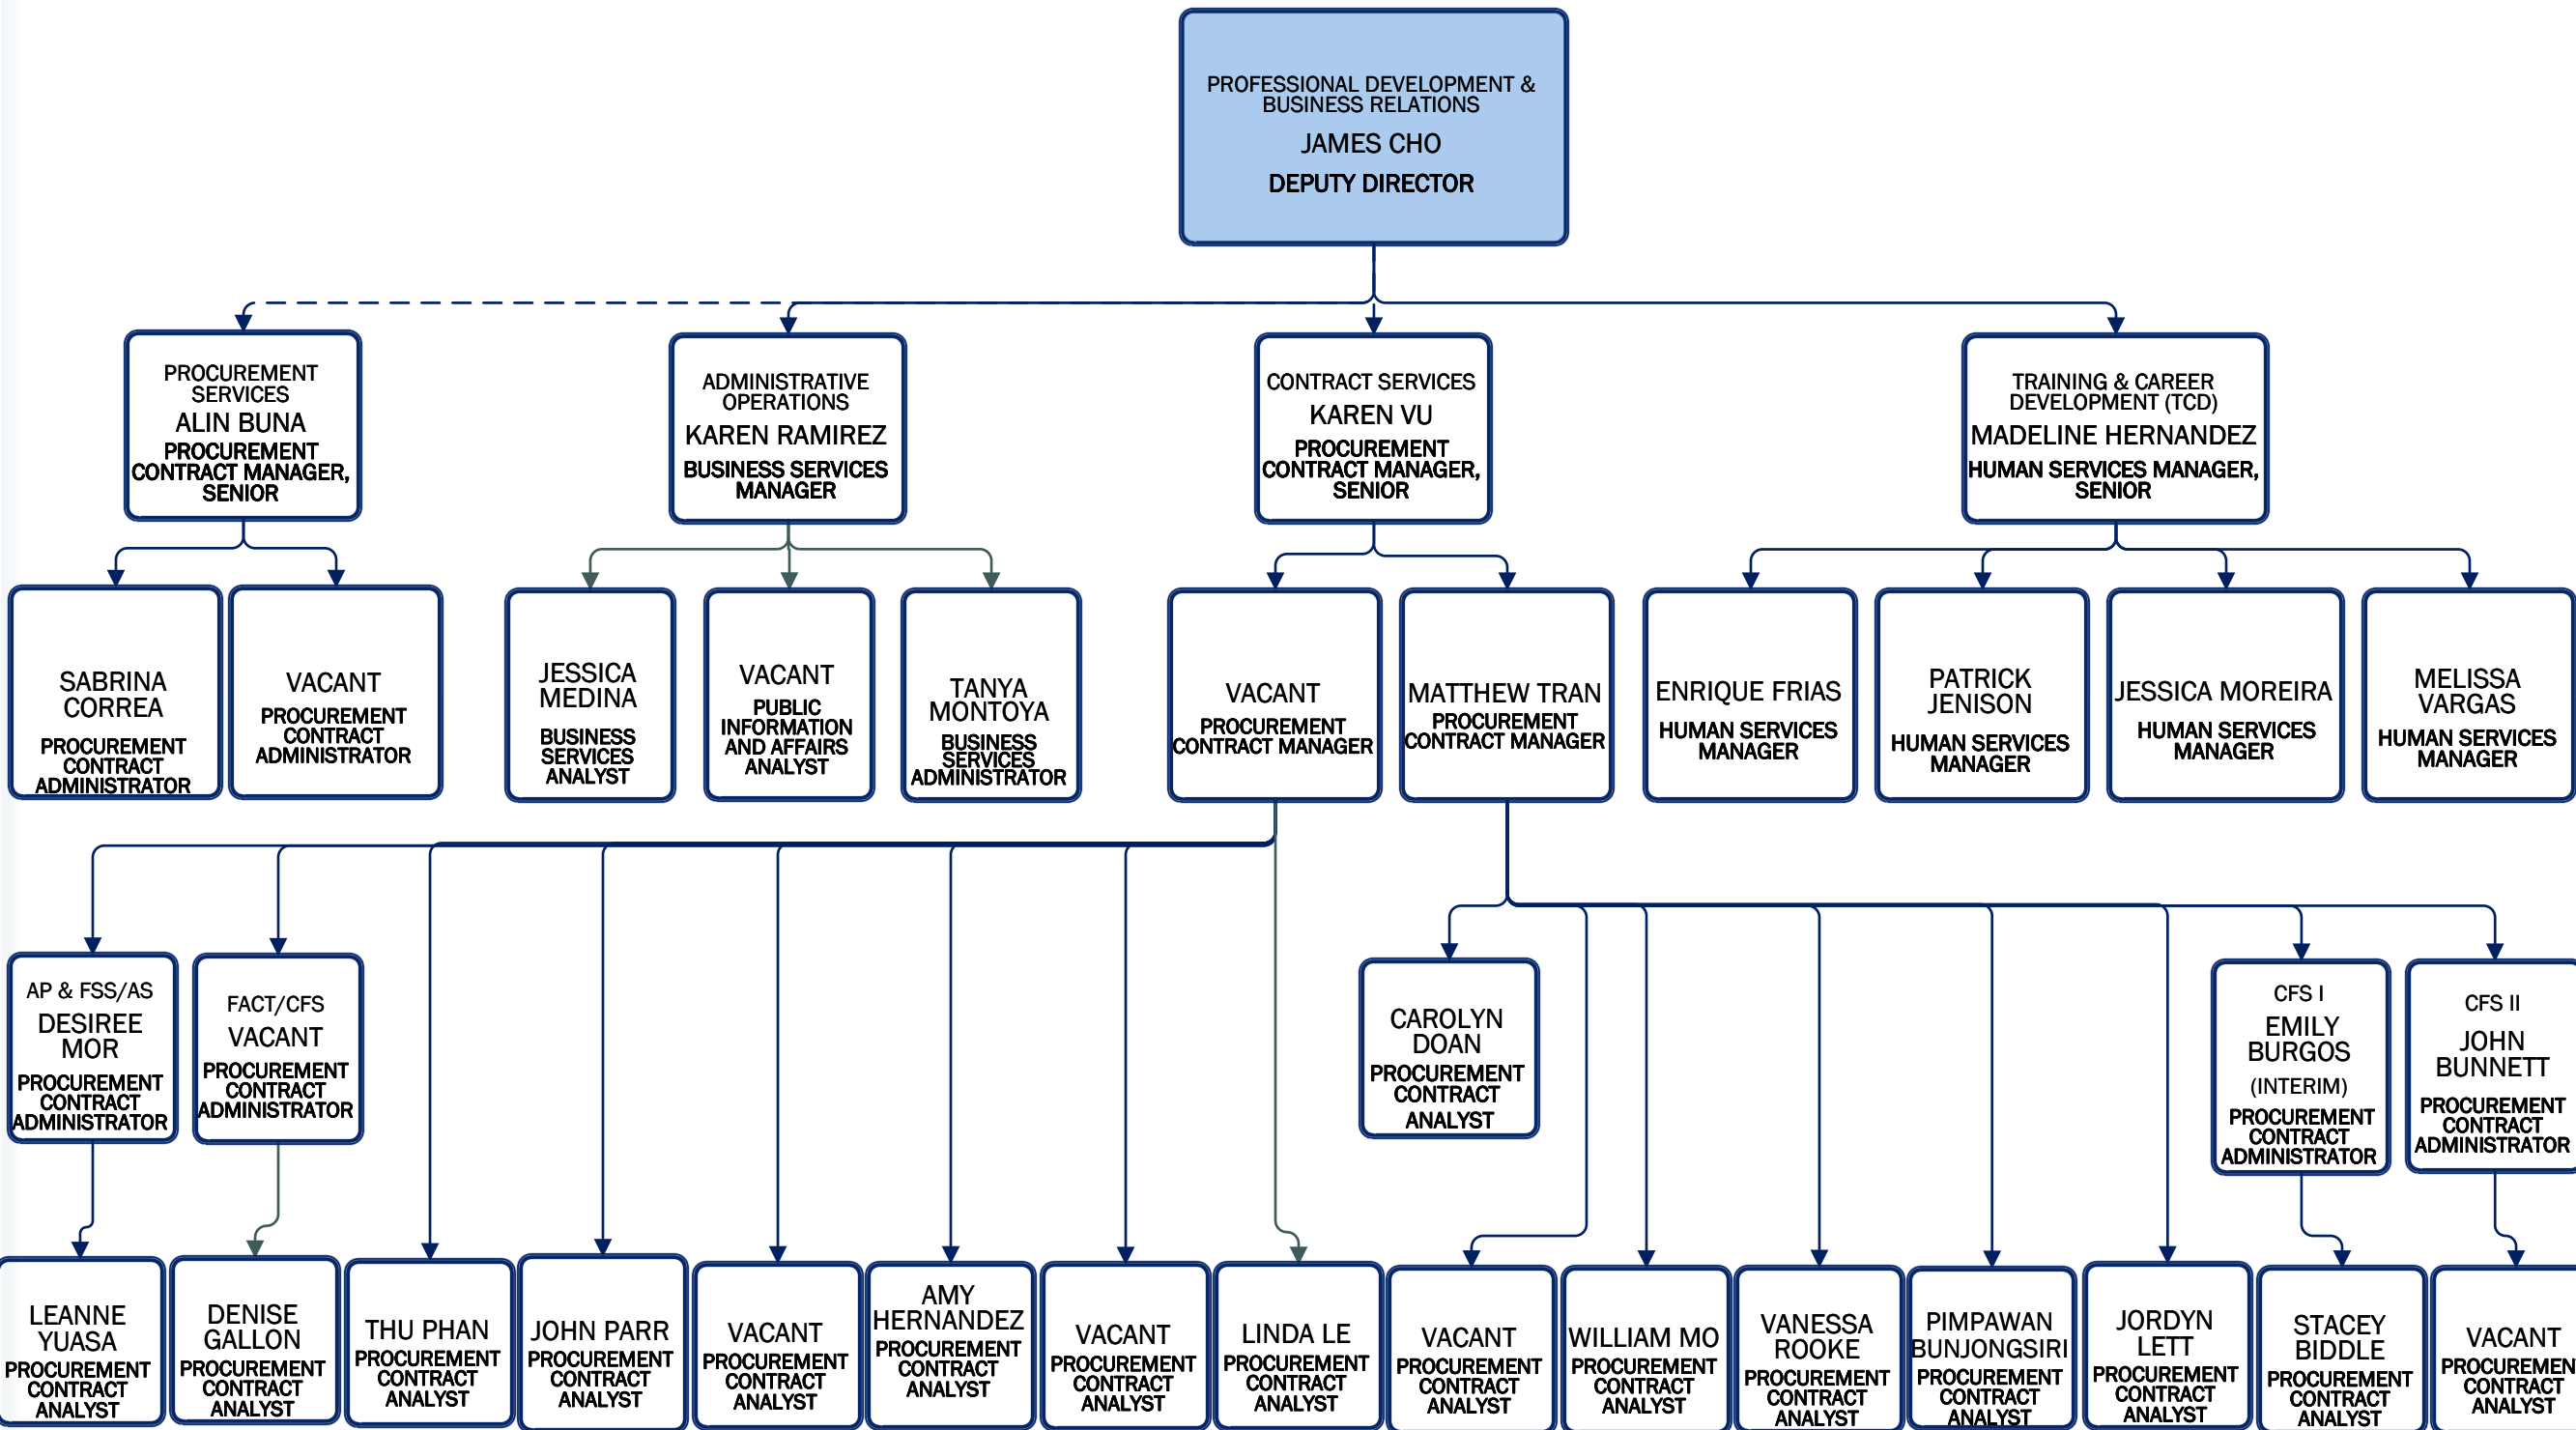 PROFESSIONAL DEVELOPMENT &
BUSINESS RELATIONS
JAMES CHO
DEPUTY DIRECTOR
PROCUREMENT
SERVICES
ALIN BUNA
PROCUREMENT
CONTRACT MANAGER,
SENIOR
ADMINISTRATIVE
OPERATIONS
KAREN RAMIREZ
BUSINESS SERVICES
MANAGER
CONTRACT SERVICES
KAREN VU
PROCUREMENT
CONTRACT MANAGER,
SENIOR
TRAINING & CAREER
DEVELOPMENT (TCD)
MADELINE HERNANDEZ
HUMAN SERVICES MANAGER,
SENIOR
SABRINA
CORREA
PROCUREMENT
CONTRACT
ADMINISTRATOR
VACANT
PROCUREMENT
CONTRACT
ADMINISTRATOR
JESSICA
MEDINA
BUSINESS
SERVICES
ANALYST
VACANT
PUBLIC
INFORMATION
AND AFFAIRS
ANALYST
TANYA
MONTOYA
BUSINESS
SERVICES
ADMINISTRATOR
VACANT
PROCUREMENT
CONTRACT MANAGER
MATTHEW TRAN
PROCUREMENT
CONTRACT MANAGER
ENRIQUE FRIAS
HUMAN SERVICES
MANAGER
PATRICK
JENISON
HUMAN SERVICES
MANAGER
JESSICA MOREIRA
HUMAN SERVICES
MANAGER
MELISSA
VARGAS
HUMAN SERVICES
MANAGER
AP & FSS/AS
DESIREE
MOR
PROCUREMENT
CONTRACT
ADMINISTRATOR
FACT/CFS
VACANT
PROCUREMENT
CONTRACT
ADMINISTRATOR
CAROLYN
DOAN
PROCUREMENT
CONTRACT
ANALYST
CFS I
EMILY
BURGOS
(INTERIM)
PROCUREMENT
CONTRACT
ADMINISTRATOR
CFS II
JOHN
BUNNETT
PROCUREMENT
CONTRACT
ADMINISTRATOR
LEANNE
YUASA
PROCUREMENT
CONTRACT
ANALYST
DENISE
GALLON
PROCUREMENT
CONTRACT
ANALYST
THU PHAN
PROCUREMENT
CONTRACT
ANALYST
JOHN PARR
PROCUREMENT
CONTRACT
ANALYST
VACANT
PROCUREMENT
CONTRACT
ANALYST
AMY
HERNANDEZ
PROCUREMENT
CONTRACT
ANALYST
VACANT
PROCUREMENT
CONTRACT
ANALYST
LINDA LE
PROCUREMENT
CONTRACT
ANALYST
VACANT
PROCUREMENT
CONTRACT
ANALYST
WILLIAM MO
PROCUREMENT
CONTRACT
ANALYST
VANESSA
ROOKE
PROCUREMENT
CONTRACT
ANALYST
PIMPAWAN
BUNJONGSIRI
PROCUREMENT
CONTRACT
ANALYST
JORDYN
LETT
PROCUREMENT
CONTRACT
ANALYST
STACEY
BIDDLE
PROCUREMENT
CONTRACT
ANALYST
VACANT
PROCUREMEN
CONTRACT
ANALYST